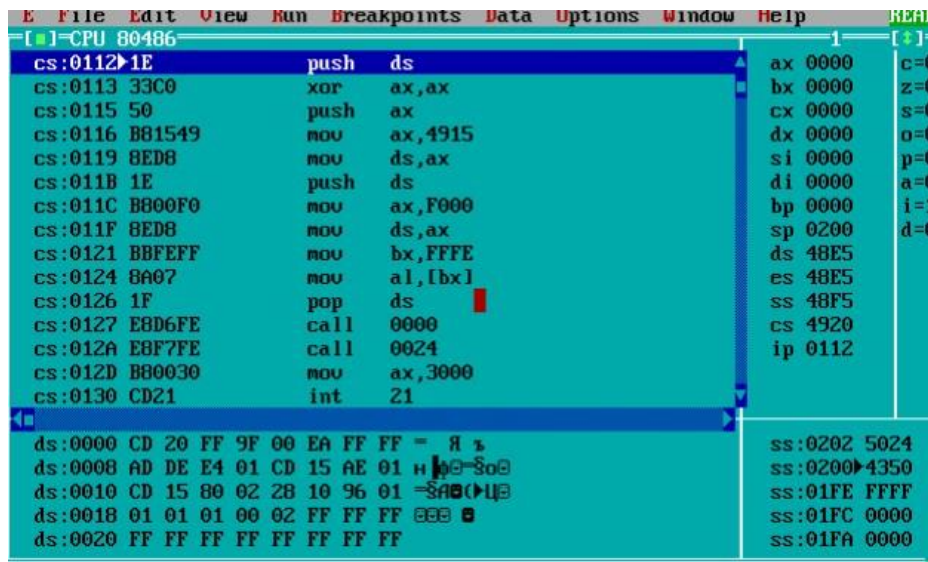 E File Edit View Run Breakpoints Data Options Window Help READ
[■]=CPU 80486 1 [↕]
cs:0112►1E push ds ax 0000 c=0
cs:0113 33C0 xor ax,ax bx 0000 z=0
cs:0115 50 push ax cx 0000 s=0
cs:0116 B81549 mov ax,4915 dx 0000 o=0
cs:0119 8ED8 mov ds,ax si 0000 p=0
cs:011B 1E push ds di 0000 a=0
cs:011C B800F0 mov ax,F000 bp 0000 i=
cs:011F 8ED8 mov ds,ax sp 0200 d=0
cs:0121 BBFEFF mov bx,FFFE ds 48E5
cs:0124 8A07 mov al,[bx] es 48E5
cs:0126 1F pop ds ss 48F5
cs:0127 E8D6FE call 0000 cs 4920
cs:012A E8F7FE call 0024 ip 0112
cs:012D B80030 mov ax,3000
cs:0130 CD21 int 21
ds:0000 CD 20 FF 9F 00 EA FF FF = Я ъ ss:0202 5024
ds:0008 AD DE E4 01 CD 15 AE 01 ss:0200►4350
ds:0010 CD 15 80 02 28 10 96 01 ss:01FE FFFF
ds:0018 01 01 01 00 02 FF FF FF ss:01FC 0000
ds:0020 FF FF FF FF FF FF FF FF ss:01FA 0000